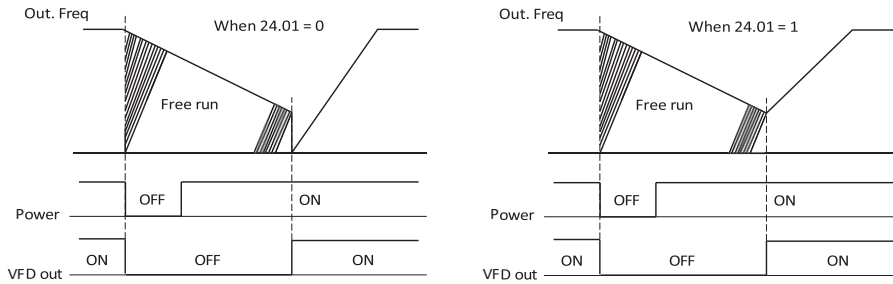 Out. Freq
When 24.01 = 0
Free run
OFF
ON
Power
ON
OFF
ON
VFD out
Out. Freq
When 24.01 = 1
Free run
OFF
ON
Power
ON
OFF
ON
VFD out